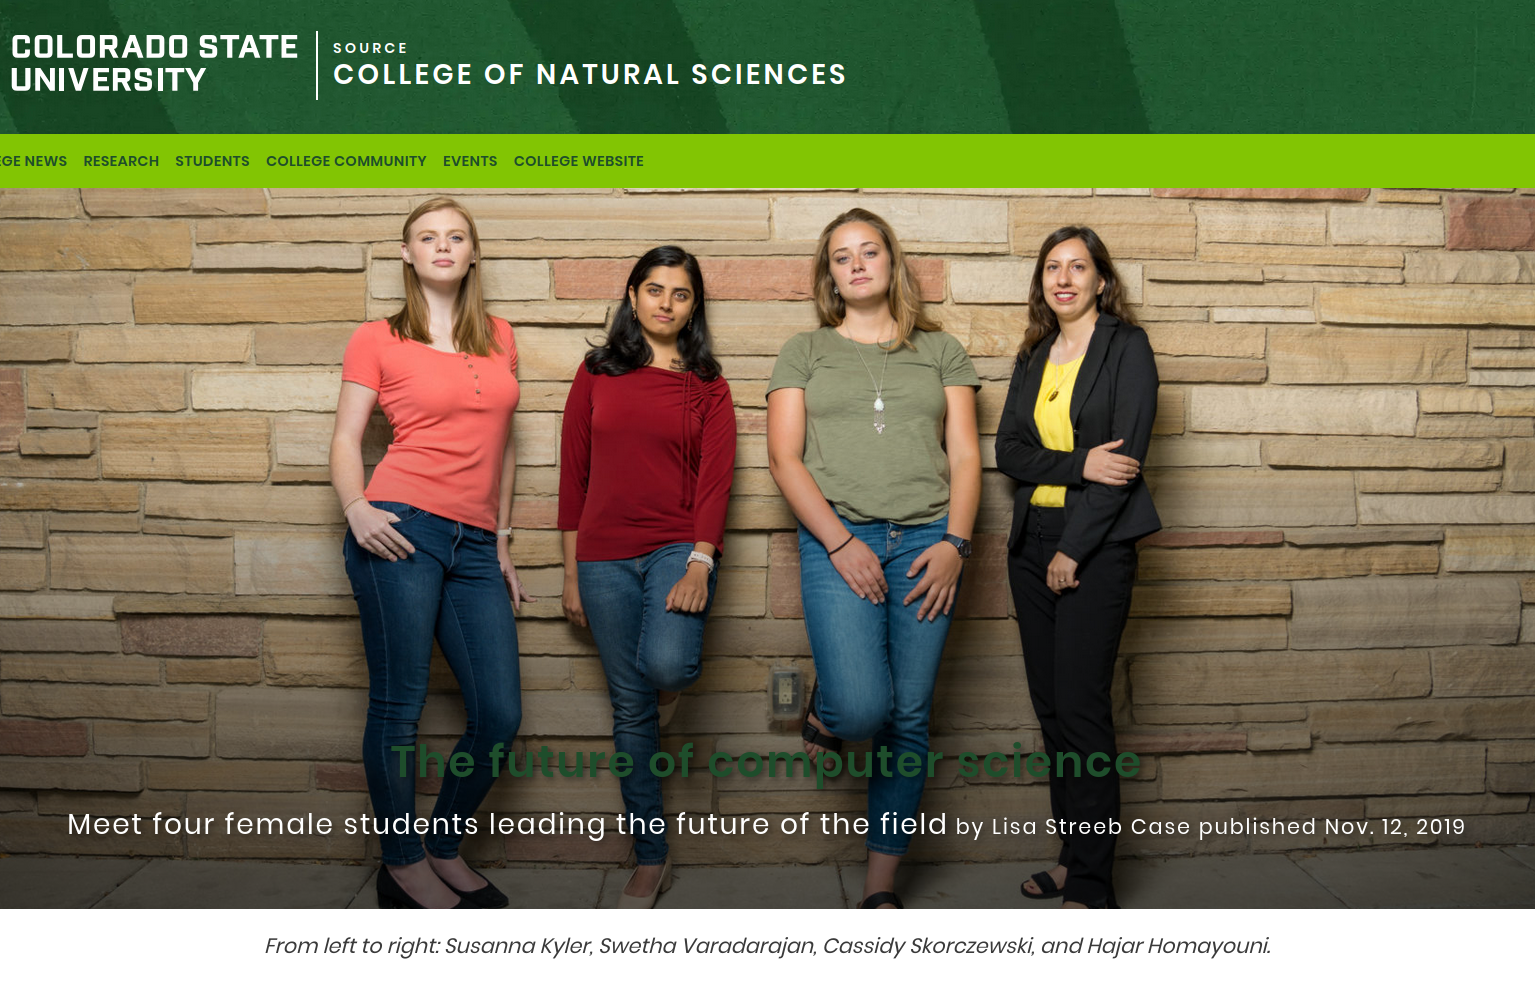 COLORADO STATE
UNIVERSITY
SOURCE
COLLEGE OF NATURAL SCIENCES
EGE NEWS RESEARCH STUDENTS COLLEGE COMMUNITY EVENTS COLLEGE WEBSITE
The future of computer science
Meet four female students leading the future of the field by Lisa Streeb Case published Nov. 12, 2019
From left to right: Susanna Kyler, Swetha Varadarajan, Cassidy Skorczewski, and Hajar Homayouni.